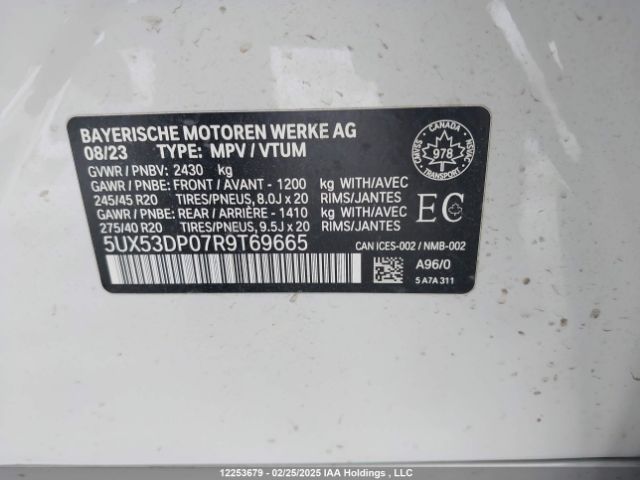 BAYERISCHE MOTOREN WERKE AG
08/23 TYPE: MPV / VTUM
GVWR / PNBV: 2430 kg
GAWR / PNBE: FRONT / AVANT - 1200 kg WITH/AVEC
245/45 R20 TIRES/PNEUS, 8.0J x 20 RIMS/JANTES
GAWR / PNBE: REAR / ARRIÈRE - 1410 kg WITH/AVEC
275/40 R20 TIRES/PNEUS, 9.5J x 20 RIMS/JANTES
5UX53DP07R9T69665
CANADA
CMVSS
978
NSVAC
EC
CAN ICES-002 / NMB-002
A96/0
5 A7A 311
12253679 - 02/25/2025 IAA Holdings , LLC